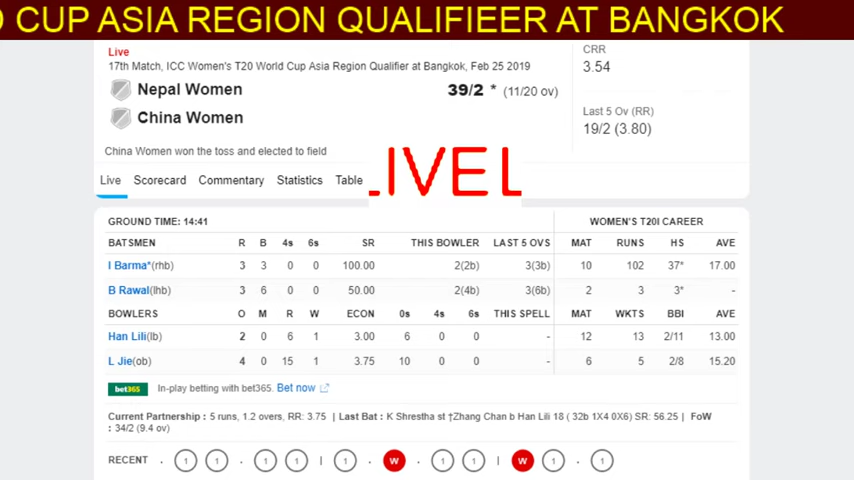 O CUP ASIA REGION QUALIFIEER AT BANGKOK
Live
17th Match, ICC Women's T20 World Cup Asia Region Qualifier at Bangkok, Feb 25 2019
Nepal Women 39/2 * (11/20 ov)
China Women
China Women won the toss and elected to field
CRR
3.54
Last 5 Ov (RR)
19/2 (3.80)
Live Scorecard Commentary Statistics Table
LIVEL
GROUND TIME: 14:41 WOMEN'S T20I CAREER
BATSMEN R B 4s 6s SR THIS BOWLER LAST 5 OVS MAT RUNS HS AVE
I Barma*(rhb) 3 3 0 0 100.00 2(2b) 3(3b) 10 102 37* 17.00
B Rawal(lhb) 3 6 0 0 50.00 2(4b) 3(6b) 2 3 3* -
BOWLERS O M R W ECON 0s 4s 6s THIS SPELL MAT WKTS BBI AVE
Han Lili(lb) 2 0 6 1 3.00 6 0 0 - 12 13 2/11 13.00
L Jie(ob) 4 0 15 1 3.75 10 0 0 - 6 5 2/8 15.20
bet365 In-play betting with bet365. Bet now
Current Partnership : 5 runs, 1.2 overs, RR: 3.75 | Last Bat : K Shrestha st †Zhang Chan b Han Lili 18 ( 32b 1X4 0X6) SR: 56.25 | FoW
: 34/2 (9.4 ov)
RECENT . 1 1 . 1 1 | 1 . W . 1 1 | W 1 . 1